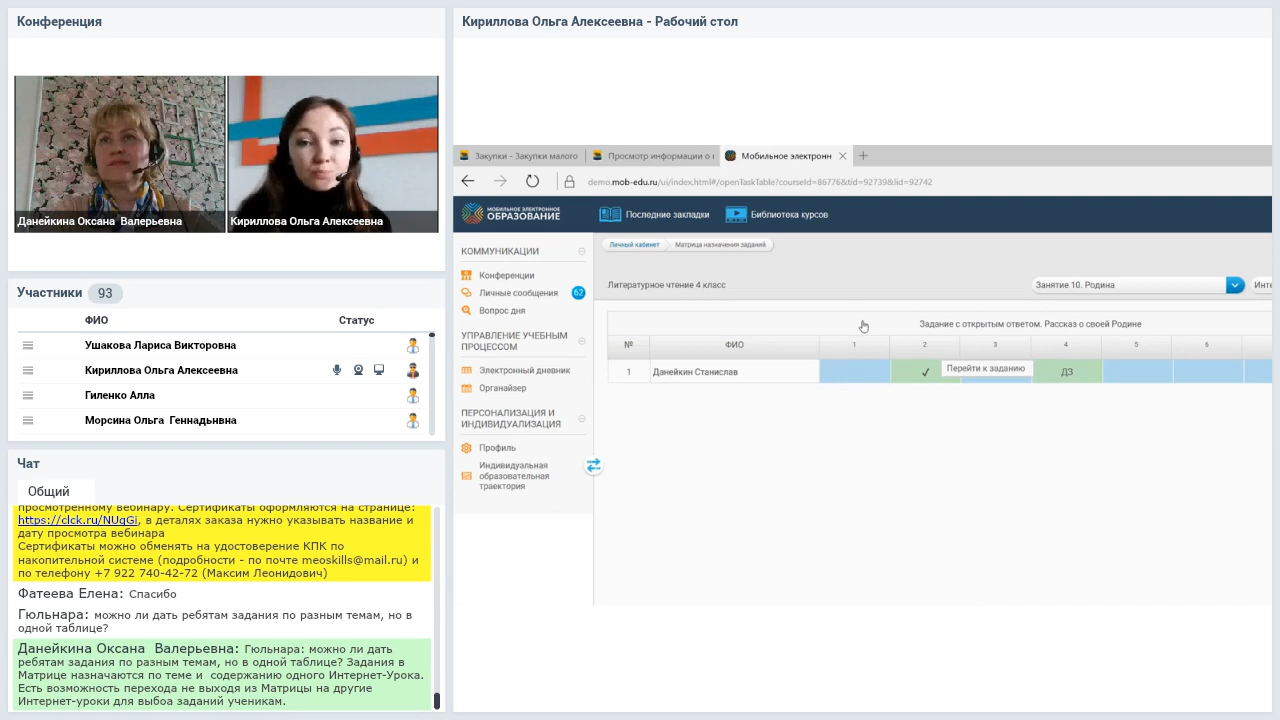 Конференция
Данейкина Оксана  Валерьевна
Кириллова Ольга Алексеевна
Участники 93
ФИО Статус
Ушакова Лариса Викторовна
Кириллова Ольга Алексеевна
Гиленко Алла
Морсина Ольга  Геннадьнвна
Чат
Общий
просмотренному вебинару. Сертификаты оформляются на странице:
https://clck.ru/NUqGi, в деталях заказа нужно указывать название и
дату просмотра вебинара
Сертификаты можно обменять на удостоверение КПК по
накопительной системе (подробности - по почте meoskills@mail.ru) и
по телефону +7 922 740-42-72 (Максим Леонидович)
Фатеева Елена: Спасибо
Гюльнара: можно ли дать ребятам задания по разным темам, но в
одной таблице?
Данейкина Оксана  Валерьевна: Гюльнара: можно ли дать
ребятам задания по разным темам, но в одной таблице? Задания в
Матрице назначаются по теме и  содержанию одного Интернет-Урока.
Есть возможность перехода не выходя из Матрицы на другие
Интернет-уроки для выбоа заданий ученикам.
Кириллова Ольга Алексеевна - Рабочий стол
Закупки - Закупки малого
Просмотр информации о
Мобильное электронн
demo.mob-edu.ru/ui/index.html#/openTaskTable?courseId=86776&tid=92739&lid=92742
МОБИЛЬНОЕ ЭЛЕКТРОННОЕ
ОБРАЗОВАНИЕ
Последние закладки
Библиотека курсов
КОММУНИКАЦИИ
Конференции
Личные сообщения 62
Вопрос дня
УПРАВЛЕНИЕ УЧЕБНЫМ
ПРОЦЕССОМ
Электронный дневник
Органайзер
ПЕРСОНАЛИЗАЦИЯ И
ИНДИВИДУАЛИЗАЦИЯ
Профиль
Индивидуальная
образовательная
траектория
Личный кабинет
Матрица назначения заданий
Литературное чтение 4 класс
Занятие 10. Родина
Инте
Задание с открытым ответом. Рассказ о своей Родине
№ ФИО 1 2 3 4 5 6
1 Данейкин Станислав ✓ Перейти к заданию ДЗ